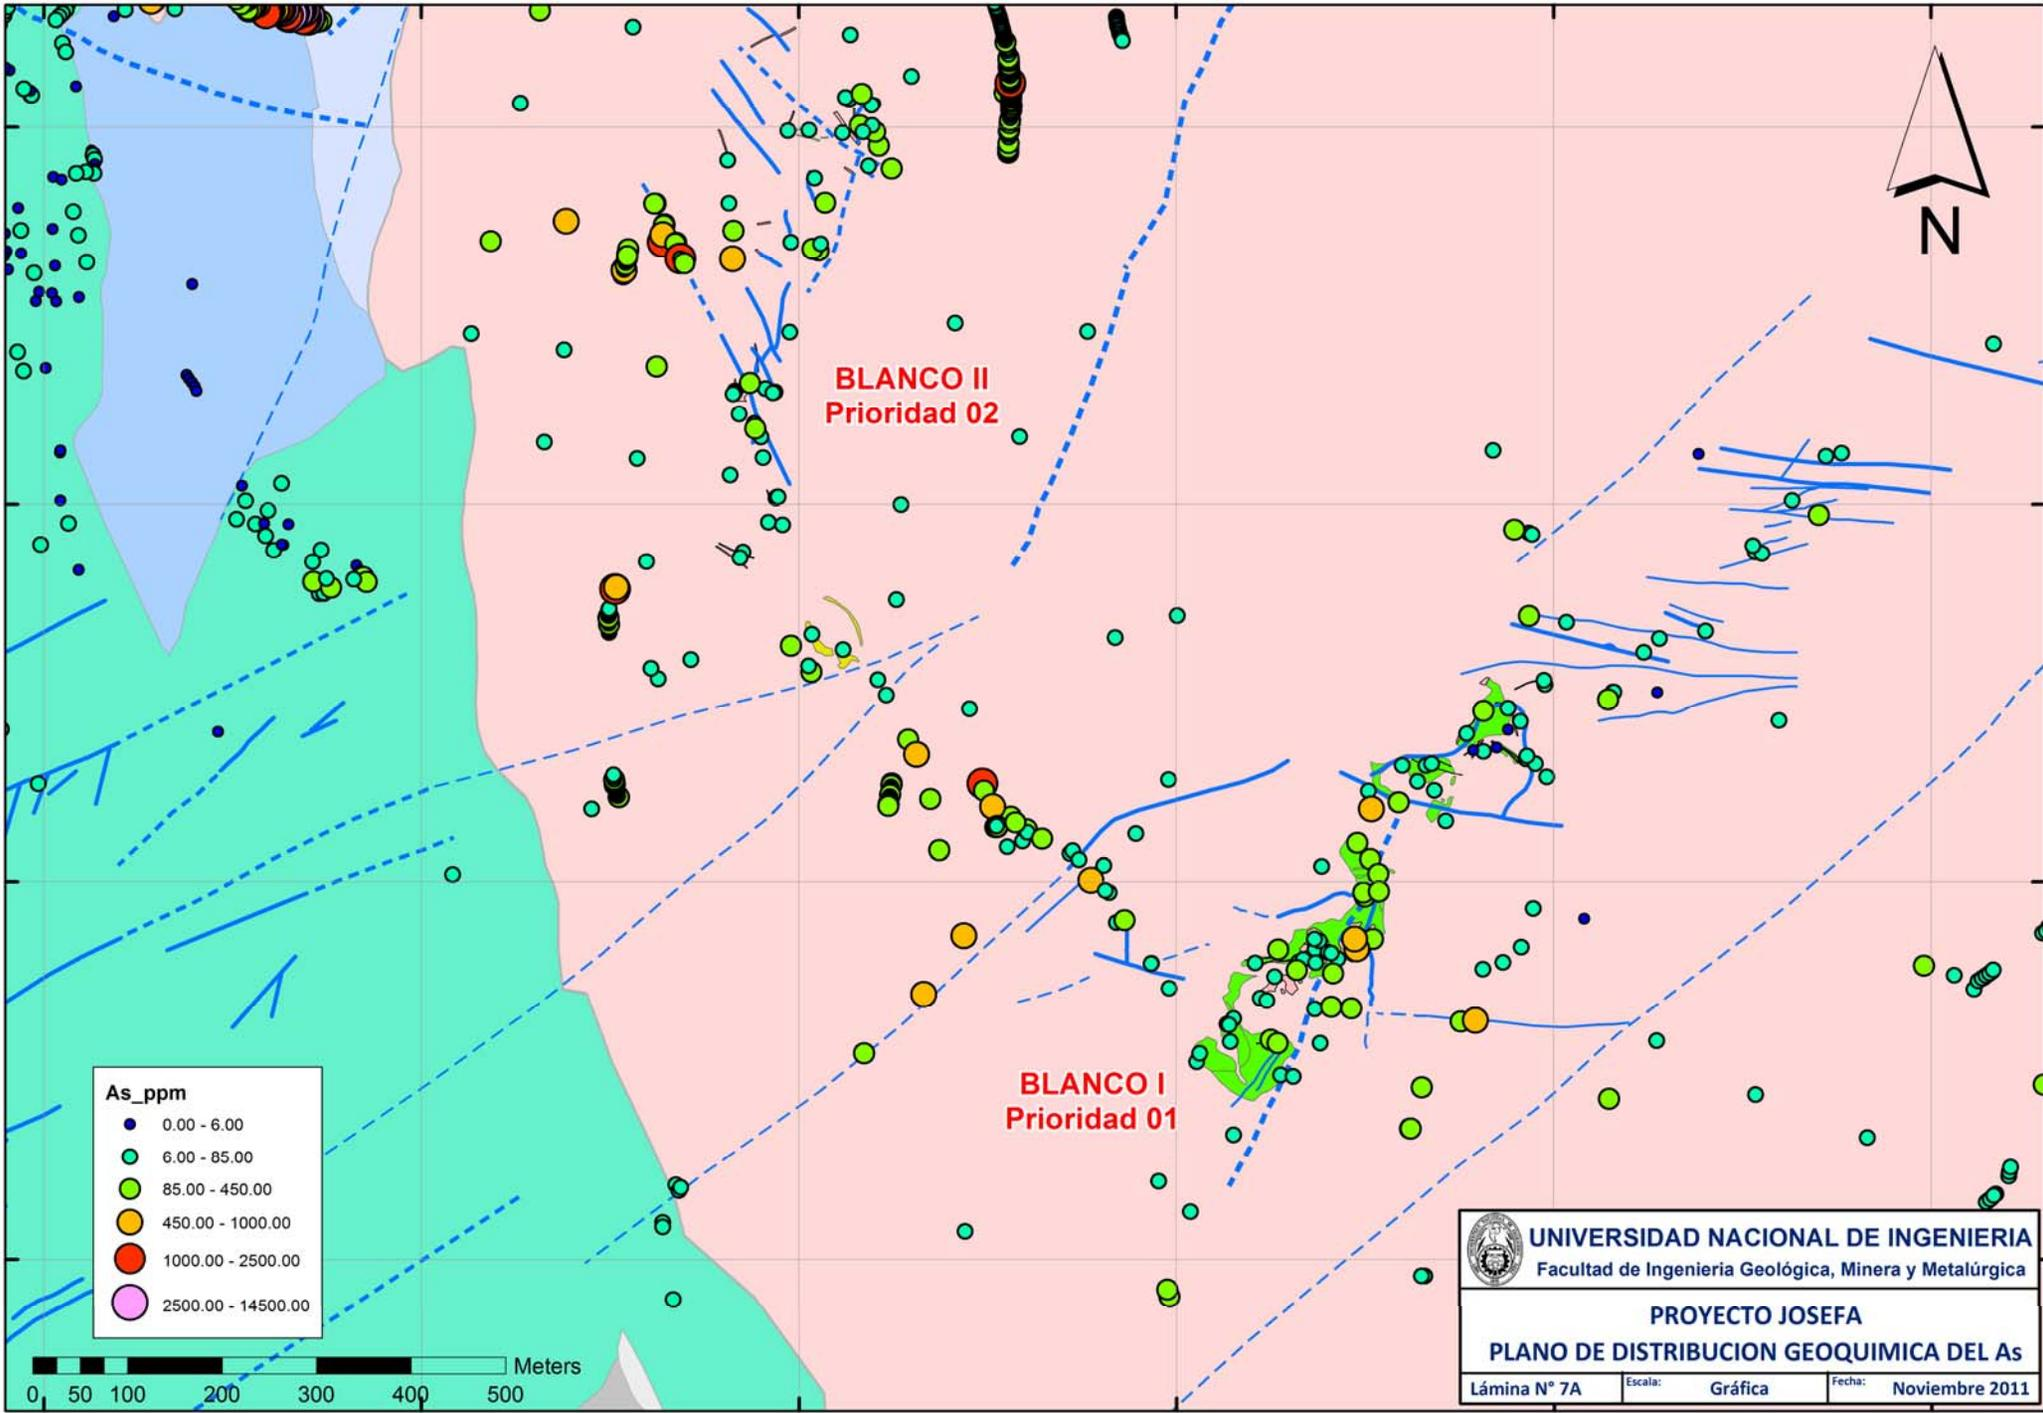 N
BLANCO II
Prioridad 02
BLANCO I
Prioridad 01
As_ppm
0.00 - 6.00
6.00 - 85.00
85.00 - 450.00
450.00 - 1000.00
1000.00 - 2500.00
2500.00 - 14500.00
Meters
0 50 100 200 300 400 500
UNIVERSIDAD NACIONAL DE INGENIERIA
Facultad de Ingenieria Geológica, Minera y Metalúrgica
PROYECTO JOSEFA
PLANO DE DISTRIBUCION GEOQUIMICA DEL As
Lámina N° 7A
Escala: Gráfica
Fecha: Noviembre 2011